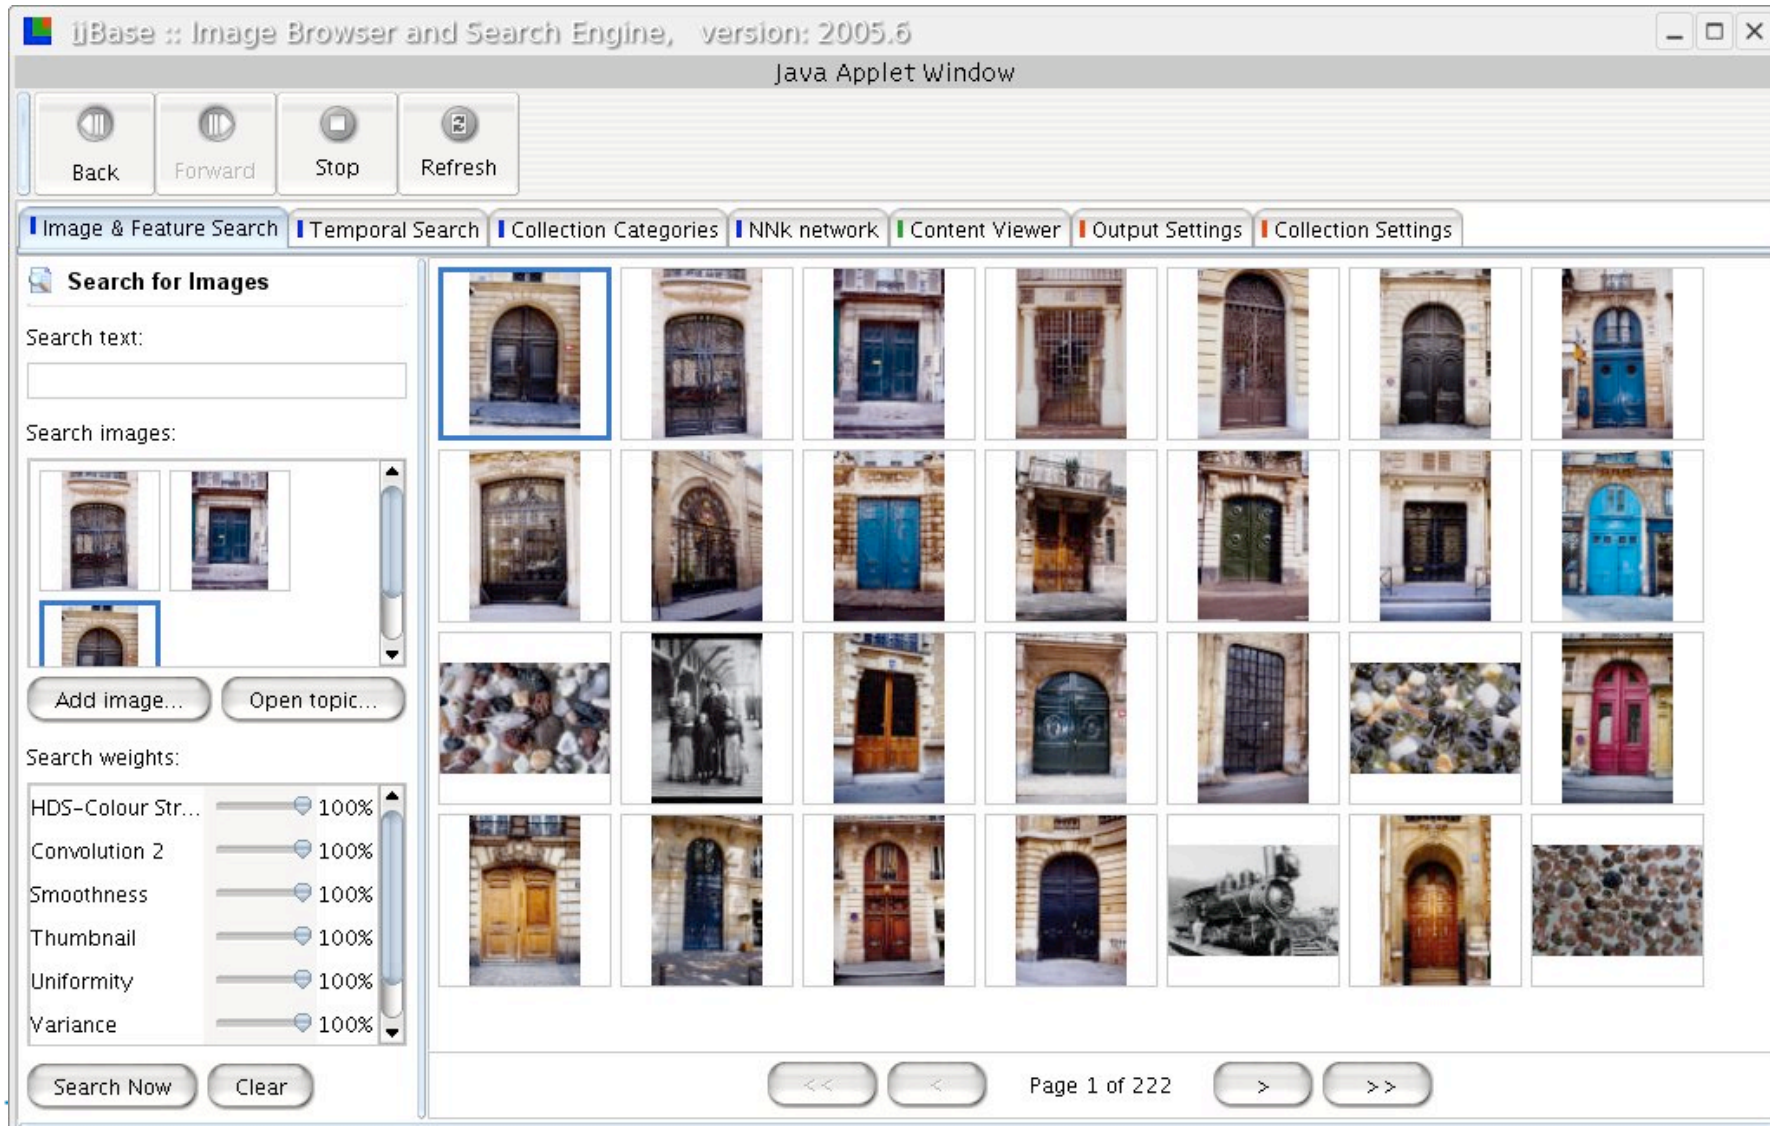 iiBase :: Image Browser and Search Engine, version: 2005.6
Java Applet Window
Back
Forward
Stop
Refresh
Image & Feature Search
Temporal Search
Collection Categories
NNk network
Content Viewer
Output Settings
Collection Settings
Search for Images
Search text:
Search images:
Add image...
Open topic...
Search weights:
HDS-Colour Str... 100%
Convolution 2 100%
Smoothness 100%
Thumbnail 100%
Uniformity 100%
Variance 100%
Search Now
Clear
<< < Page 1 of 222 > >>